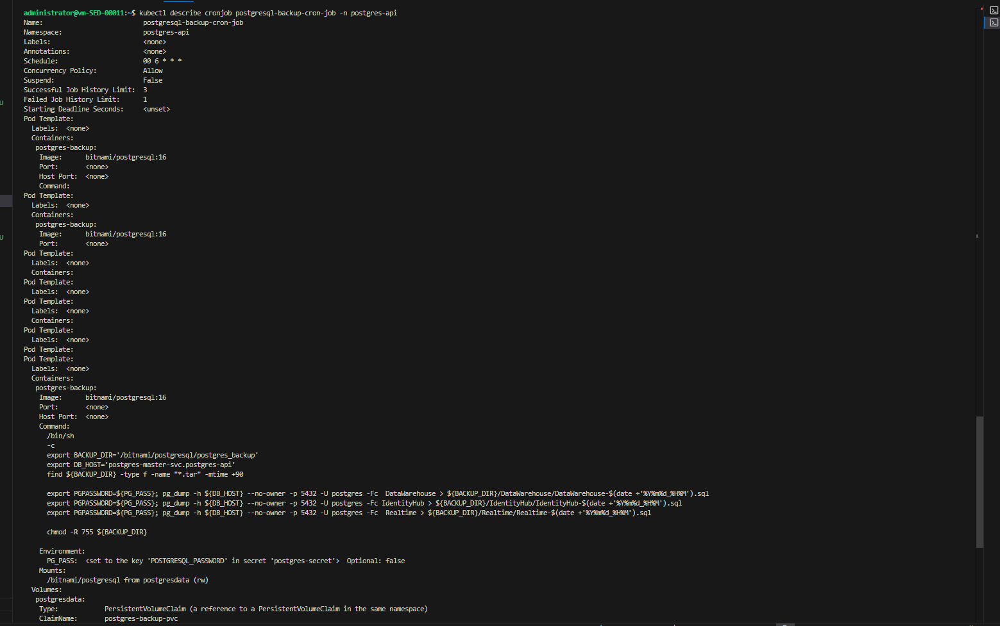 administrator@vm-SED-00011:~$ kubectl describe cronjob postgresql-backup-cron-job -n postgres-api
Name:                          postgresql-backup-cron-job
Namespace:                     postgres-api
Labels:                        <none>
Annotations:                   <none>
Schedule:                      00 6 * * *
Concurrency Policy:            Allow
Suspend:                       False
Successful Job History Limit:  3
Failed Job History Limit:      1
Starting Deadline Seconds:     <unset>
Pod Template:
  Labels:  <none>
  Containers:
   postgres-backup:
    Image:      bitnami/postgresql:16
    Port:       <none>
    Host Port:  <none>
    Command:
Pod Template:
  Labels:  <none>
  Containers:
   postgres-backup:
    Image:      bitnami/postgresql:16
    Port:       <none>
Pod Template:
  Labels:  <none>
  Containers:
Pod Template:
  Labels:  <none>
Pod Template:
  Labels:  <none>
  Containers:
Pod Template:
  Labels:  <none>
Pod Template:
Pod Template:
  Labels:  <none>
  Containers:
   postgres-backup:
    Image:      bitnami/postgresql:16
    Port:       <none>
    Host Port:  <none>
    Command:
      /bin/sh
      -c
      export BACKUP_DIR='/bitnami/postgresql/postgres_backup'
      export DB_HOST='postgres-master-svc.postgres-api'
      find ${BACKUP_DIR} -type f -name "*.tar" -mtime +90
      export PGPASSWORD=${PG_PASS}; pg_dump -h ${DB_HOST} --no-owner -p 5432 -U postgres -Fc  DataWarehouse > ${BACKUP_DIR}/DataWarehouse/DataWarehouse-$(date +'%Y%m%d_%H%M').sql
      export PGPASSWORD=${PG_PASS}; pg_dump -h ${DB_HOST} --no-owner -p 5432 -U postgres -Fc IdentityHub > ${BACKUP_DIR}/IdentityHub/IdentityHub-$(date +'%Y%m%d_%H%M').sql
      export PGPASSWORD=${PG_PASS}; pg_dump -h ${DB_HOST} --no-owner -p 5432 -U postgres -Fc  Realtime > ${BACKUP_DIR}/Realtime/Realtime-$(date +'%Y%m%d_%H%M').sql
      chmod -R 755 ${BACKUP_DIR}
    Environment:
      PG_PASS:  <set to the key 'POSTGRESQL_PASSWORD' in secret 'postgres-secret'>  Optional: false
    Mounts:
      /bitnami/postgresql from postgresdata (rw)
  Volumes:
   postgresdata:
    Type:        PersistentVolumeClaim (a reference to a PersistentVolumeClaim in the same namespace)
    ClaimName:   postgres-backup-pvc
U
U